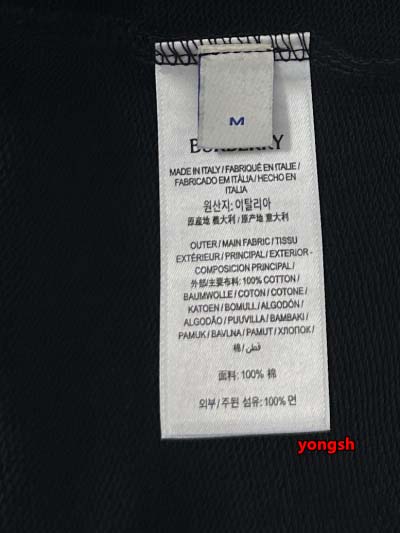 M
BURBERRY
MADE IN ITALY / FABRIQUÉ EN ITALIE /
FABRICADO EM ITÁLIA / HECHO EN
ITALIA
원산지: 이탈리아
原産地 義大利 / 原产地 意大利
OUTER / MAIN FABRIC / TISSU
EXTÉRIEUR / PRINCIPAL / EXTERIOR -
COMPOSICION PRINCIPAL /
外部/主要布料: 100% COTTON /
BAUMWOLLE / COTON / COTONE /
KATOEN / BOMULL / ALGODÓN /
ALGODÃO / PUUVILLA / BAMBAKI /
PAMUK / BAVLNA / PAMUT / ХЛОПОК /
棉 / قطن /
面料: 100% 棉
외부 / 주된 섬유: 100% 면
yongsh